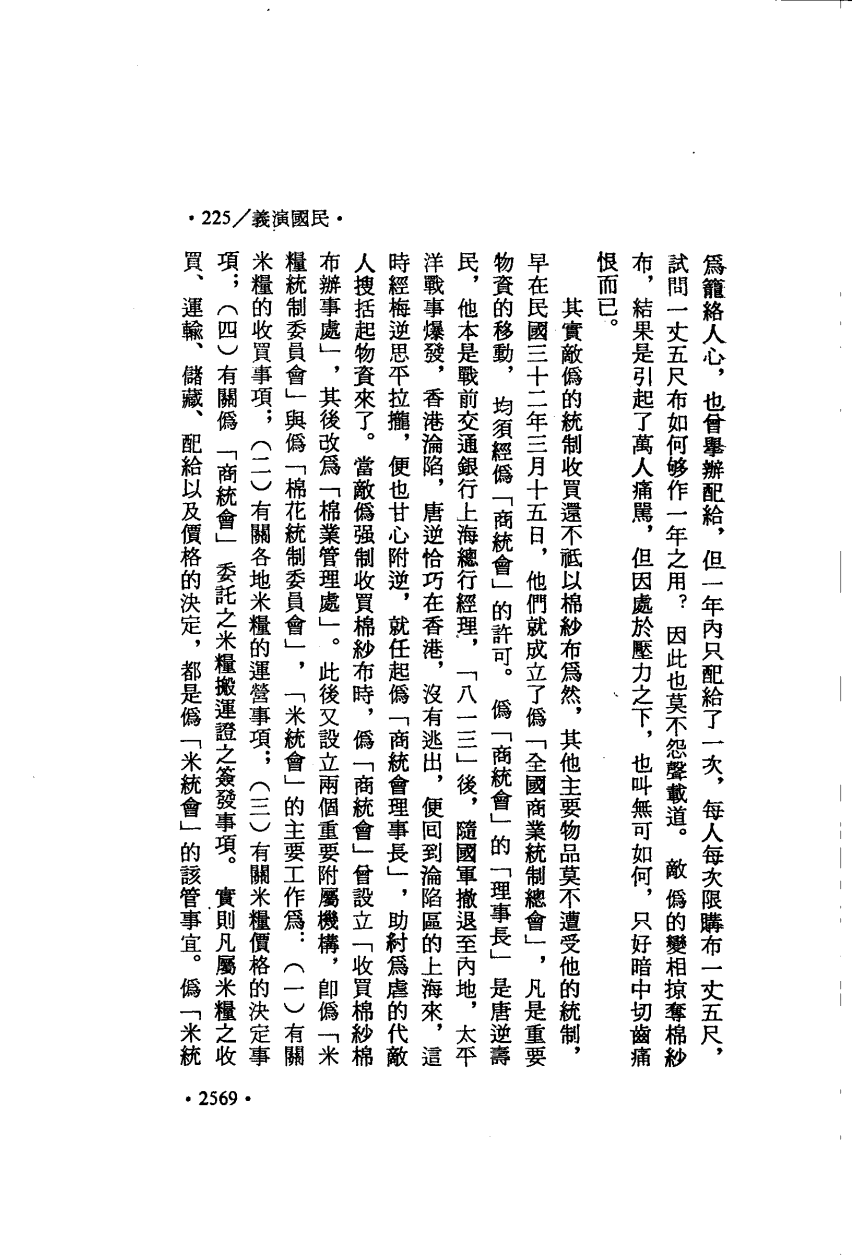 ·225/義演國民·
爲籠絡人心，也曾舉辦配給，但一年內只配給了一次，每人每次限購布一丈五尺，
試問一丈五尺布如何够作一年之用？因此也莫不怨聲載道。敵僞的變相掠奪棉紗
布，結果是引起了萬人痛駡，但因處於壓力之下，也叫無可如何，只好暗中切齒痛
恨而已。
其實敵僞的統制收買還不祇以棉紗布爲然，其他主要物品莫不遭受他的統制，
早在民國三十二年三月十五日，他們就成立了僞「全國商業統制總會」，凡是重要
物資的移動，均須經僞「商統會」的許可。僞「商統會」的「理事長」是唐逆壽
民，他本是戰前交通銀行上海總行經理，「八一三」後，隨國軍撤退至內地，太平
洋戰事爆發，香港淪陷，唐逆恰巧在香港，沒有逃出，便回到淪陷區的上海來，這
時經梅逆思平拉攏，便也甘心附逆，就任起僞「商統會理事長」，助紂爲虐的代敵
人搜括起物資來了。當敵僞强制收買棉紗布時，僞「商統會」曾設立「收買棉紗棉
布辦事處」，其後改爲「棉業管理處」。此後又設立兩個重要附屬機構，卽僞「米
糧統制委員會」與僞「棉花統制委員會」，「米統會」的主要工作爲：（一）有關
米糧的收買事項；（二）有關各地米糧的運營事項；（三）有關米糧價格的決定事
項；（四）有關僞「商統會」委託之米糧搬運證之簽發事項。實則凡屬米糧之收
買、運輸、儲藏、配給以及價格的決定，都是僞「米統會」的該管事宜。僞「米統
·2569·